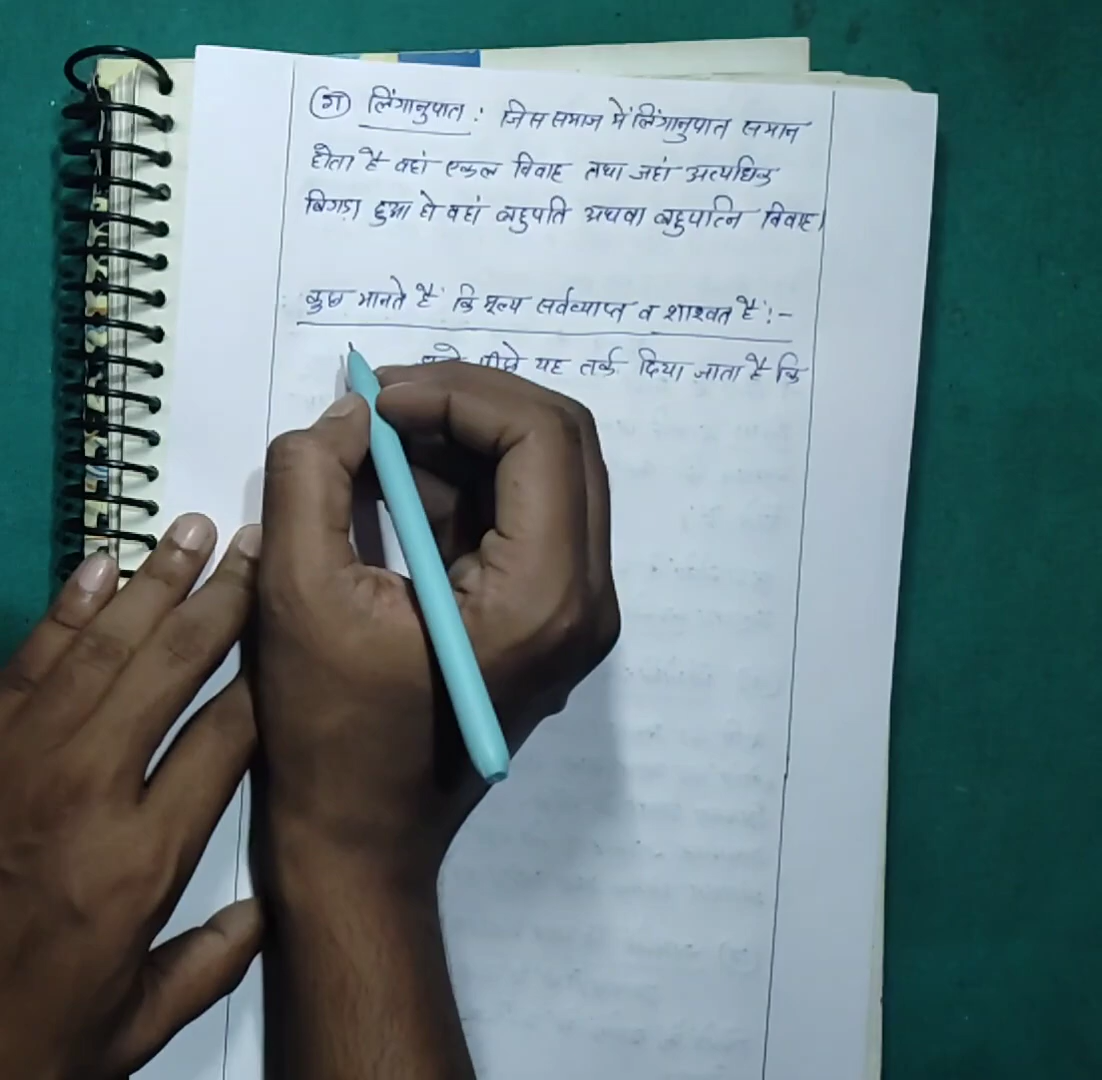 (ग) लिंगानुपात : जिस समाज में लिंगानुपात समान
होता है वहां एकल विवाह तथा जहां अत्यधिक
बिगड़ा हुआ हो वहां बहुपति अथवा बहुपत्नि विवाह।
कुछ मानते हैं कि मूल्य सर्वव्याप्त व शाश्वत हैं :-
पीछे यह तर्क दिया जाता है कि